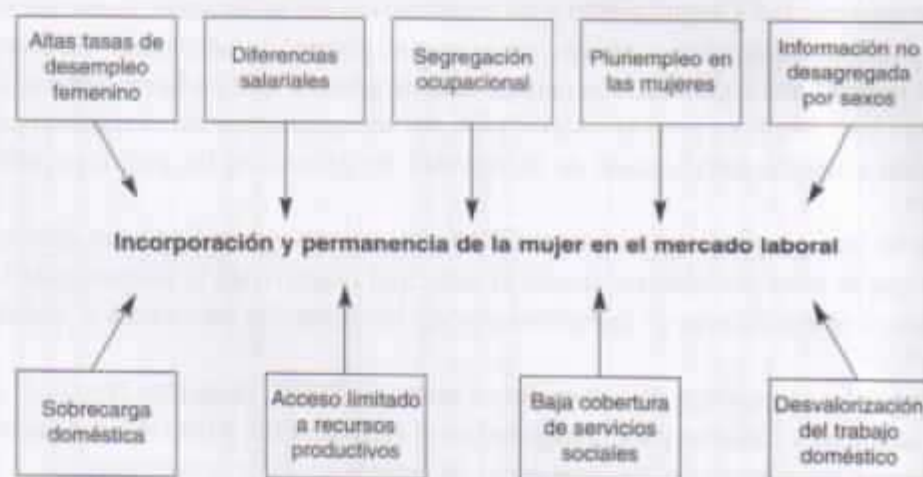 Altas tasas de
desempleo
femenino
Diferencias
salariales
Segregación
ocupacional
Pluriempleo en
las mujeres
Información no
desagregada
por sexos
Incorporación y permanencia de la mujer en el mercado laboral
Sobrecarga
doméstica
Acceso limitado
a recursos
productivos
Baja cobertura
de servicios
sociales
Desvalorización
del trabajo
doméstico